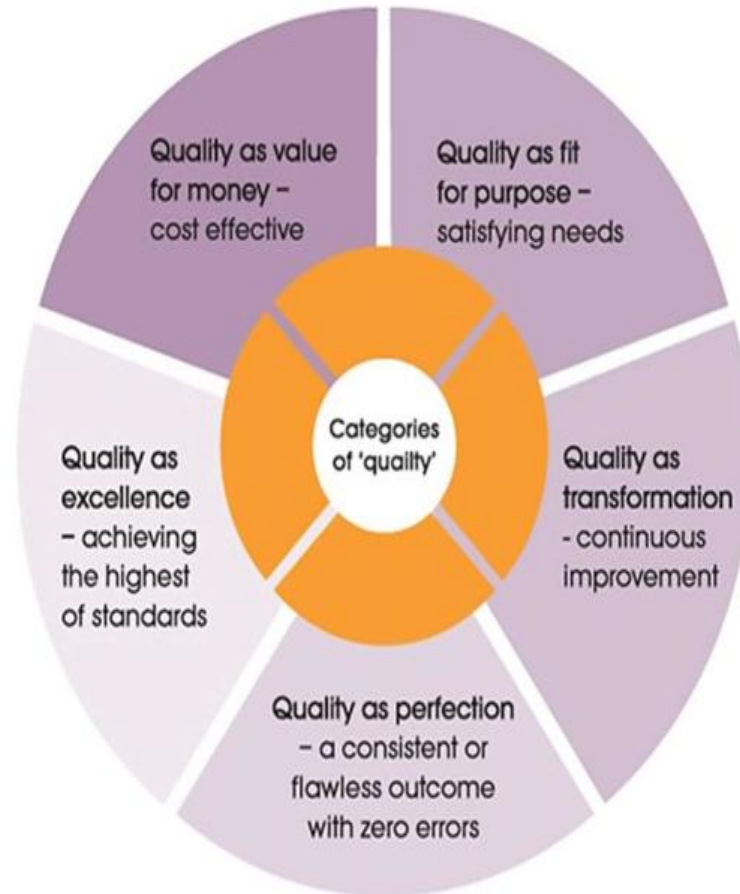 Quality as value
for money –
cost effective
Quality as fit
for purpose –
satisfying needs
Quality as
transformation
- continuous
improvement
Quality as perfection
– a consistent or
flawless outcome
with zero errors
Quality as
excellence
– achieving
the highest
of standards
Categories
of ‘quailty’